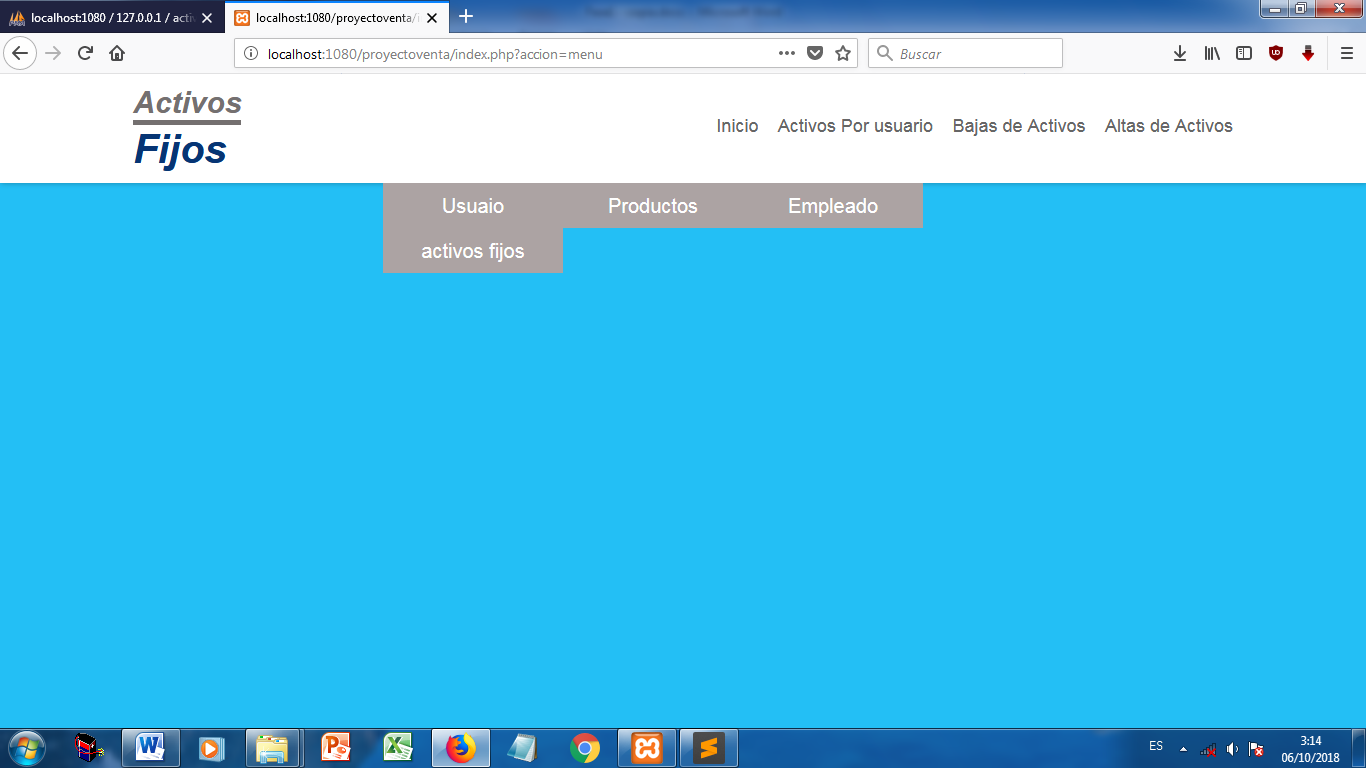 localhost:1080 / 127.0.0.1 / acti
localhost:1080/proyectoventa/i
localhost:1080/proyectoventa/index.php?accion=menu
Buscar
Activos
Fijos
Inicio Activos Por usuario Bajas de Activos Altas de Activos
Usuaio Productos Empleado
activos fijos
ES
3:14
06/10/2018